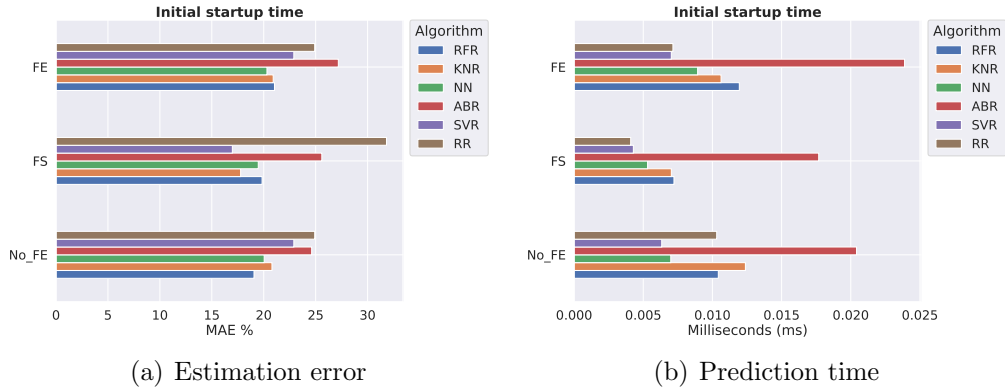 Initial startup time
FE
FS
No_FE
0 5 10 15 20 25 30
MAE %
Algorithm
RFR
KNR
NN
ABR
SVR
RR
(a) Estimation error
Initial startup time
FE
FS
No_FE
0.000 0.005 0.010 0.015 0.020 0.025
Milliseconds (ms)
Algorithm
RFR
KNR
NN
ABR
SVR
RR
(b) Prediction time